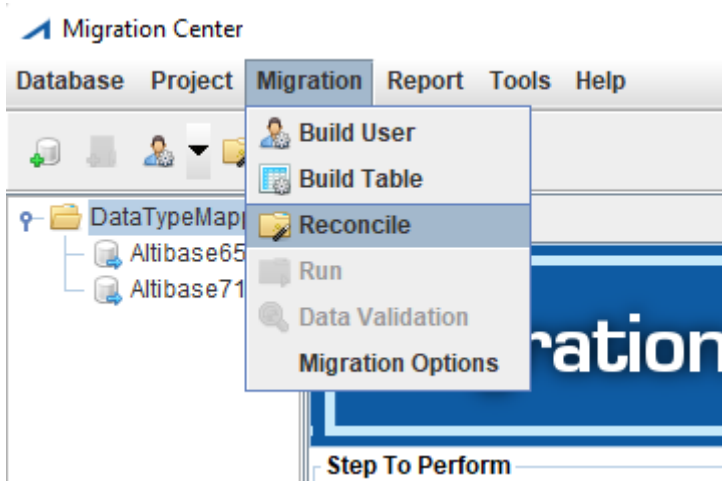 Migration Center
Database Project Migration Report Tools Help
Build User
Build Table
DataTypeMapp
Reconcile
Altibase65
Run
Altibase71
Data Validation
ration
Migration Options
Step To Perform